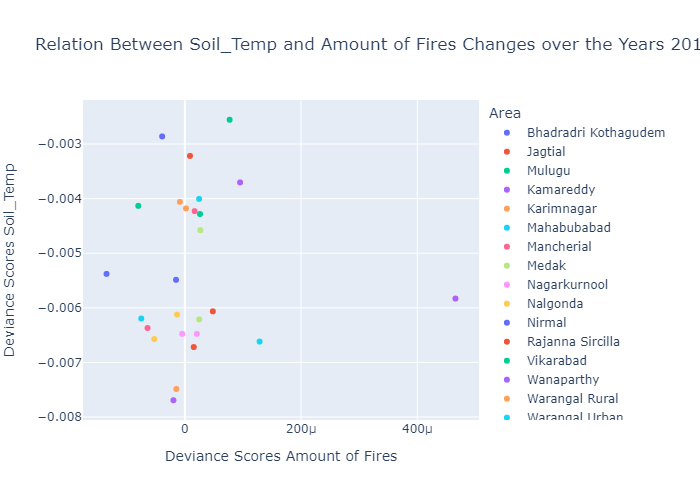 Relation Between Soil_Temp and Amount of Fires Changes over the Years 201
Area
Bhadradri Kothagudem
Jagtial
Mulugu
Kamareddy
Karimnagar
Mahabubabad
Mancherial
Medak
Nagarkurnool
Nalgonda
Nirmal
Rajanna Sircilla
Vikarabad
Wanaparthy
Warangal Rural
Warangal Urban
−0.003
−0.004
−0.005
−0.006
−0.007
−0.008
0
200μ
400μ
Deviance Scores Amount of Fires
Deviance Scores Soil_Temp